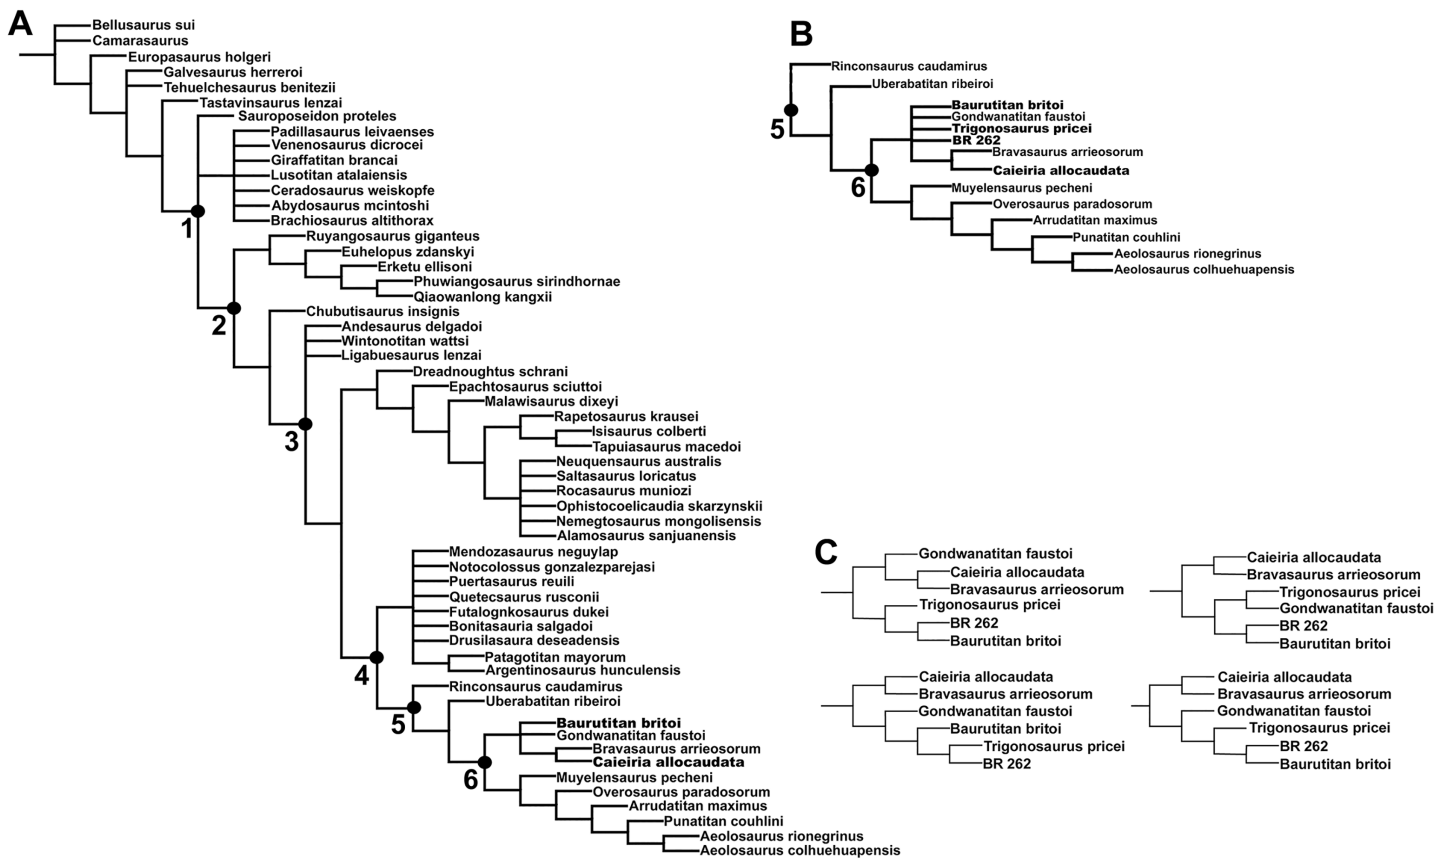 A
Bellusaurus sui
Camarasaurus
Europasaurus holgeri
Galvesaurus herreroi
Tehuelchesaurus benitezii
Tastavinsaurus lenzai
Sauroposeidon proteles
Padillasaurus leivaenses
Venenosaurus dicrocei
Giraffatitan brancai
Lusotitan atalaiensis
Ceradosaurus weiskopfe
Abydosaurus mcintoshi
Brachiosaurus altithorax
1
Ruyangosaurus giganteus
Euhelopus zdanskyi
Erketu ellisoni
Phuwiangosaurus sirindhornae
Qiaowanlong kangxii
2
Chubutisaurus insignis
Andesaurus delgadoi
Wintonotitan wattsi
Ligabuesaurus lenzai
Dreadnoughtus schrani
Epachtosaurus sciuttoi
Malawisaurus dixeyi
Rapetosaurus krausei
3
Isisaurus colberti
Tapuiasaurus macedoi
Neuquensaurus australis
Saltasaurus loricatus
Rocasaurus muniozi
Ophistocoelicaudia skarzynskii
Nemegtosaurus mongolisensis
Alamosaurus sanjuanensis
Mendozasaurus neguylap
Notocolossus gonzalezparejasi
Puertasaurus reuili
Quetecsaurus rusconii
Futalognkosaurus dukei
Bonitasauria salgadoi
Drusilasaura deseadensis
Patagotitan mayorum
Argentinosaurus hunculensis
4
Rinconsaurus caudamirus
Uberabatitan ribeiroi
5
Baurutitan britoi
Gondwanatitan faustoi
Bravasaurus arrieosorum
Caieiria allocaudata
6
Muyelensaurus pecheni
Overosaurus paradosorum
Arrudatitan maximus
Punatitan couhlini
Aeolosaurus rionegrinus
Aeolosaurus colhuehuapensis
B
Rinconsaurus caudamirus
Uberabatitan ribeiroi
Baurutitan britoi
Gondwanatitan faustoi
5
Trigonosaurus pricei
BR 262
Bravasaurus arrieosorum
Caieiria allocaudata
6
Muyelensaurus pecheni
Overosaurus paradosorum
Arrudatitan maximus
Punatitan couhlini
Aeolosaurus rionegrinus
Aeolosaurus colhuehuapensis
C
Gondwanatitan faustoi
Caieiria allocaudata
Bravasaurus arrieosorum
Trigonosaurus pricei
BR 262
Baurutitan britoi
Caieiria allocaudata
Bravasaurus arrieosorum
Trigonosaurus pricei
Gondwanatitan faustoi
BR 262
Baurutitan britoi
Caieiria allocaudata
Bravasaurus arrieosorum
Gondwanatitan faustoi
Baurutitan britoi
Trigonosaurus pricei
BR 262
Caieiria allocaudata
Bravasaurus arrieosorum
Gondwanatitan faustoi
Trigonosaurus pricei
BR 262
Baurutitan britoi